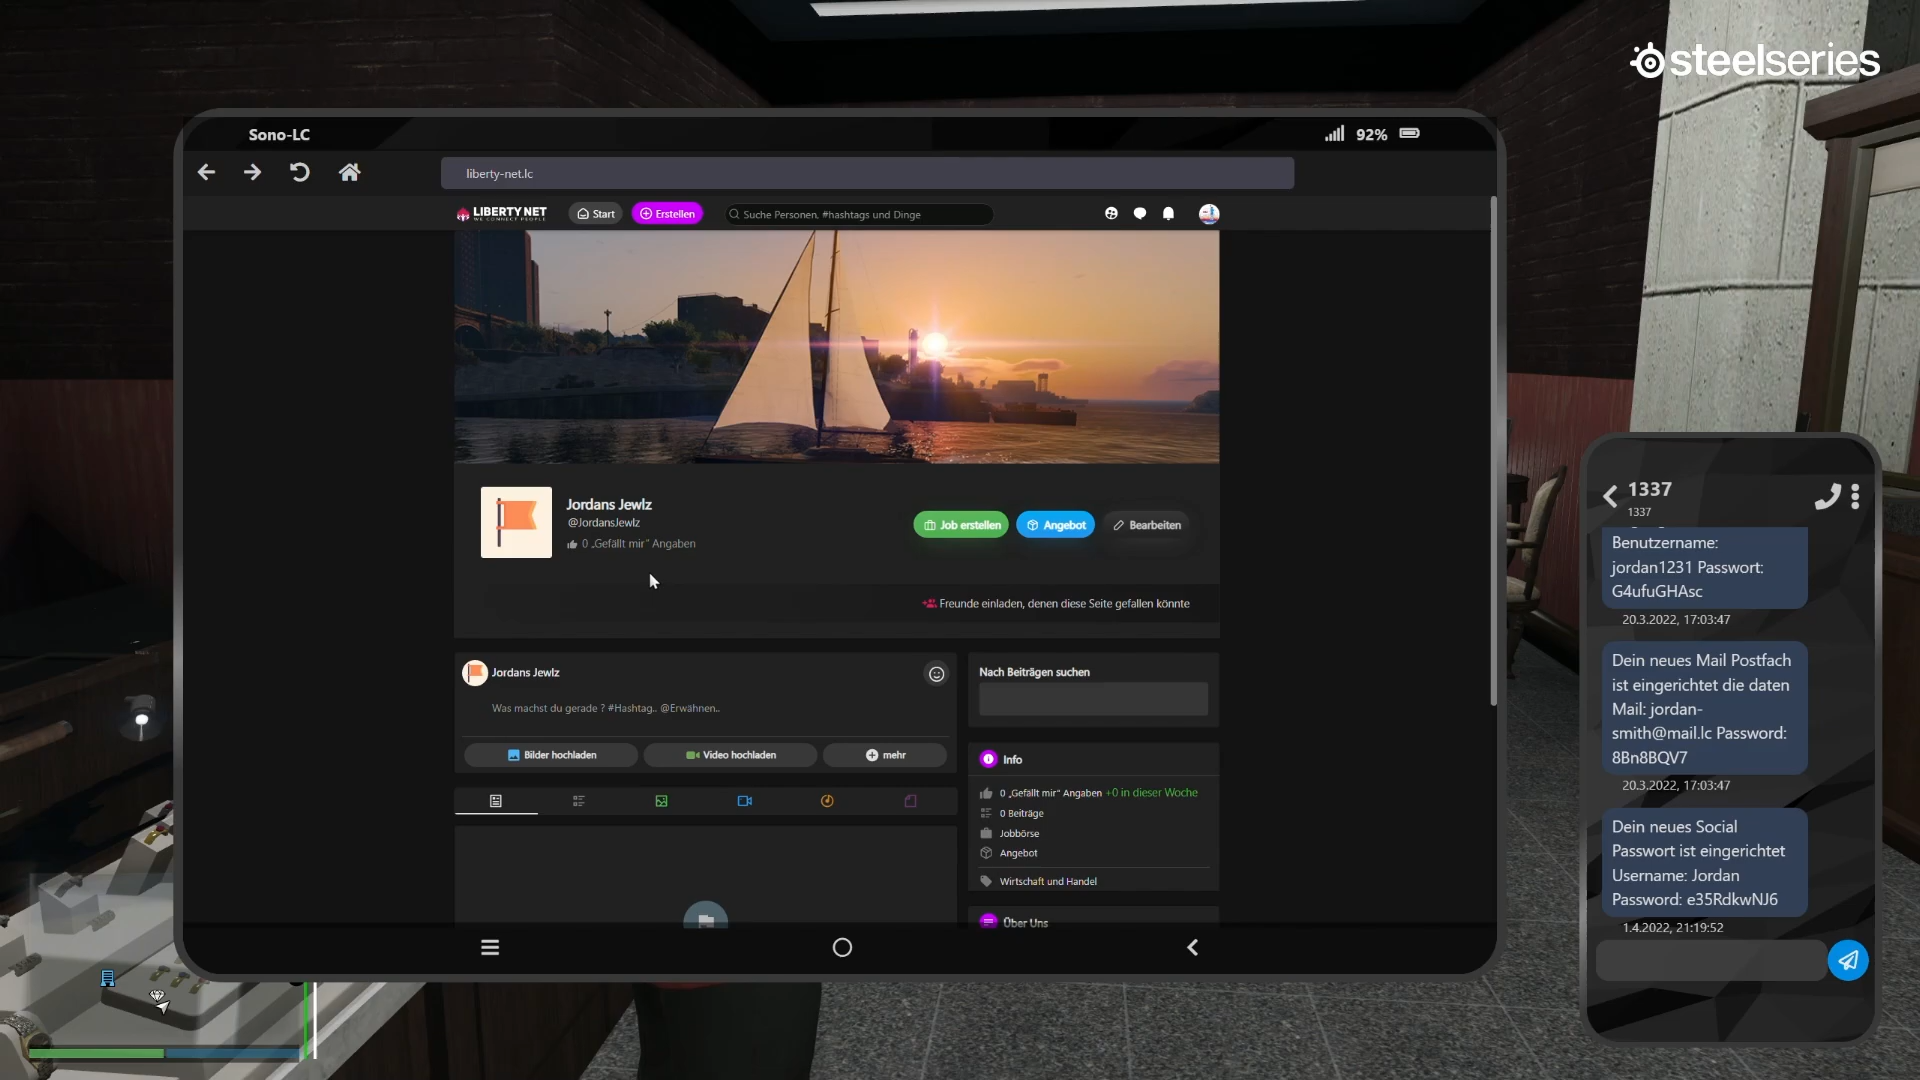 steelseries
Sono-LC
92%
liberty-net.lc
LIBERTY NET
WE CONNECT PEOPLE
Start
Erstellen
Suche Personen, #hashtags und Dinge
Jordans Jewlz
@JordansJewlz
0 „Gefällt mir“ Angaben
Job erstellen
Angebot
Bearbeiten
Freunde einladen, denen diese Seite gefallen könnte
Jordans Jewlz
Was machst du gerade ? #Hashtag.. @Erwähnen..
Bilder hochladen
Video hochladen
mehr
Nach Beiträgen suchen
Info
0 „Gefällt mir“ Angaben +0 in dieser Woche
0 Beiträge
Jobbörse
Angebot
Wirtschaft und Handel
Über Uns
1337
1337
Benutzername:
jordan1231 Passwort:
G4ufuGHAsc
20.3.2022, 17:03:47
Dein neues Mail Postfach
ist eingerichtet die daten
Mail: jordan-
smith@mail.lc Password:
8Bn8BQV7
20.3.2022, 17:03:47
Dein neues Social
Passwort ist eingerichtet
Username: Jordan
Password: e35RdkwNJ6
1.4.2022, 21:19:52